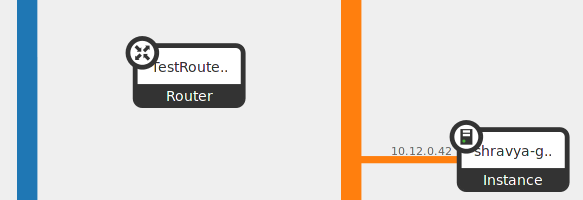 TestRoute..
Router
10.12.0.42
shravya-g..
Instance